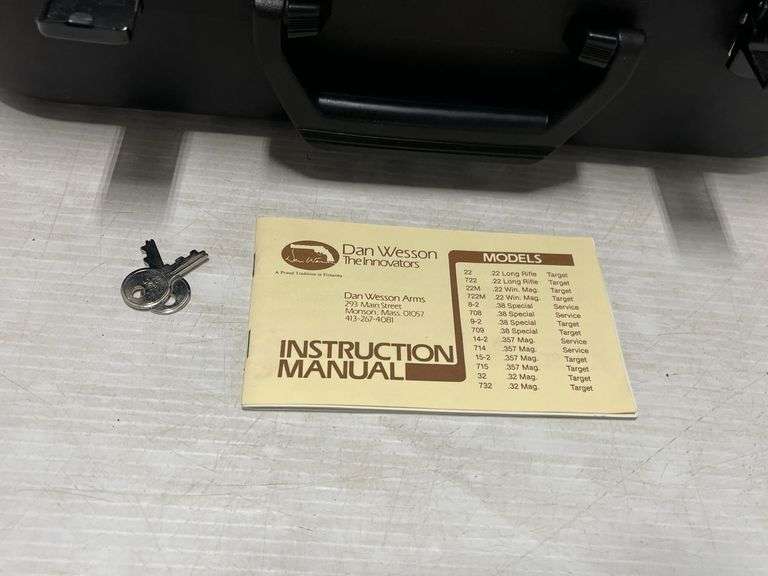 Dan Wesson
The Innovators
A Proud Tradition in Firearms
Dan Wesson Arms
293 Main Street
Monson, Mass. 01057
413-267-4081
INSTRUCTION
MANUAL
MODELS
22 .22 Long Rifle Target
722 .22 Long Rifle Target
22M .22 Win. Mag. Target
722M .22 Win. Mag. Target
8-2 .38 Special Service
708 .38 Special Service
9-2 .38 Special Target
709 .38 Special Target
14-2 .357 Mag. Service
714 .357 Mag. Service
15-2 .357 Mag. Target
715 .357 Mag. Target
32 .32 Mag. Target
732 .32 Mag. Target